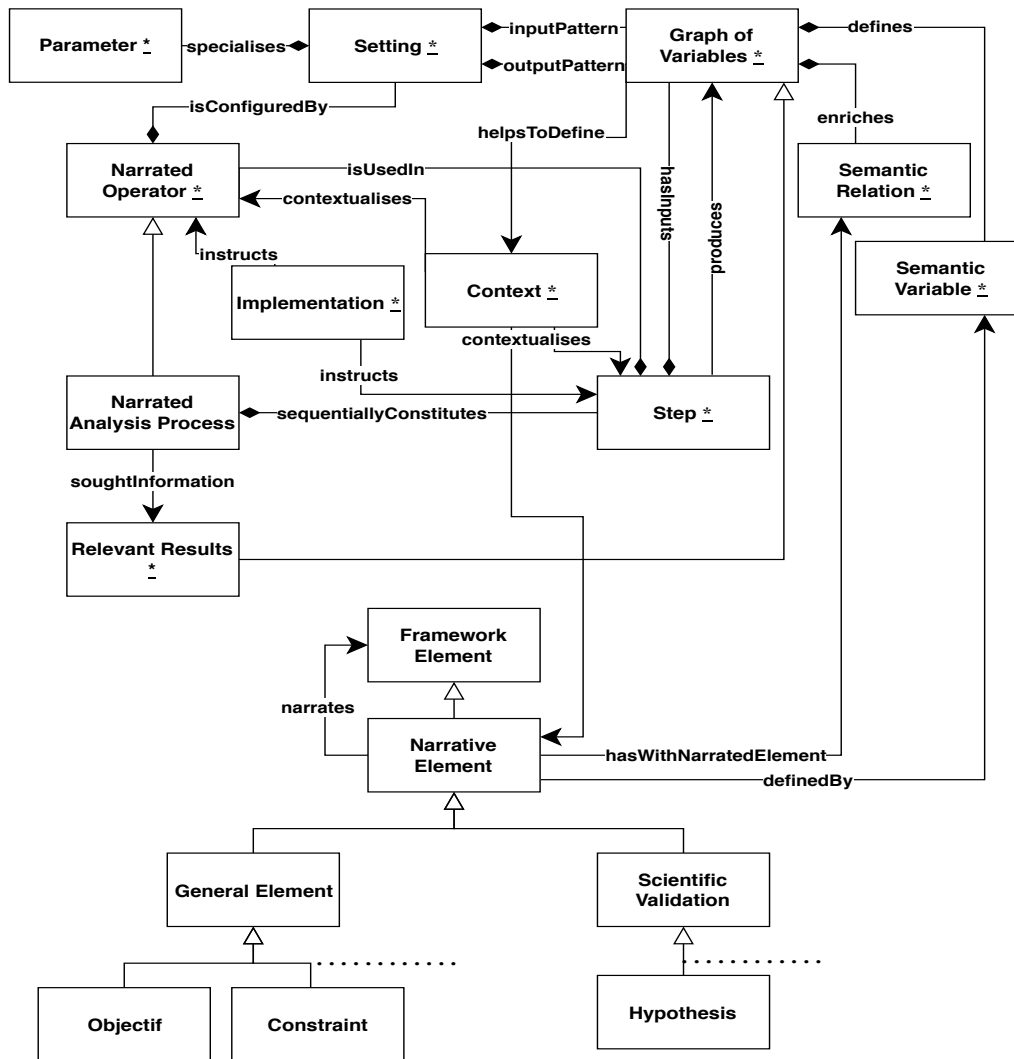 Parameter *
specialises
Setting *
inputPattern
outputPattern
Graph of
Variables *
defines
isConfiguredBy
helpsToDefine
enriches
Narrated
Operator *
isUsedIn
contextualises
hasInputs
produces
Semantic
Relation *
instructs
Implementation *
Context *
Semantic
Variable *
contextualises
instructs
Narrated
Analysis Process
sequentiallyConstitutes
Step *
soughtInformation
Relevant Results
*
Framework
Element
narrates
Narrative
Element
hasWithNarratedElement
definedBy
General Element
Scientific
Validation
Objectif
Constraint
Hypothesis